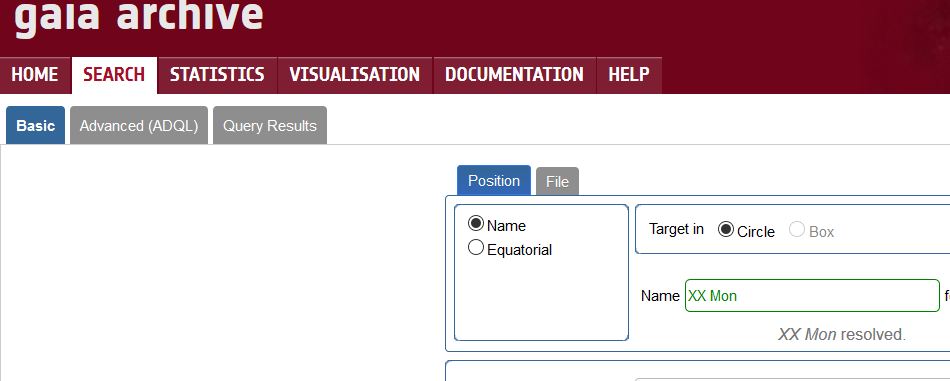 gaia archive
HOME SEARCH STATISTICS VISUALISATION DOCUMENTATION HELP
Basic Advanced (ADQL) Query Results
Position File
Name
Equatorial
Target in Circle Box
Name XX Mon
XX Mon resolved.